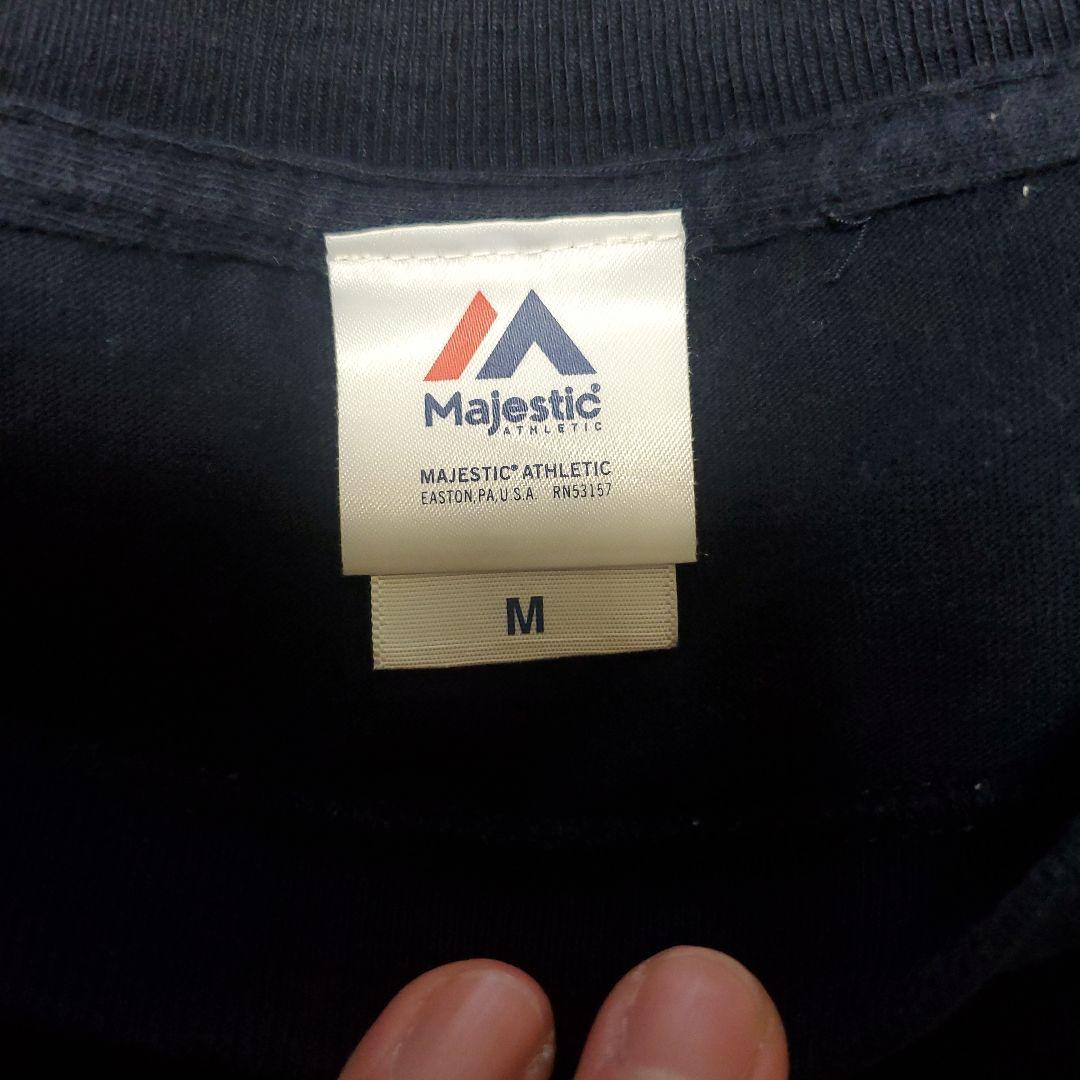 Majestic®
ATHLETIC
MAJESTIC® ATHLETIC
EASTON, PA, U.S.A. RN53157
M